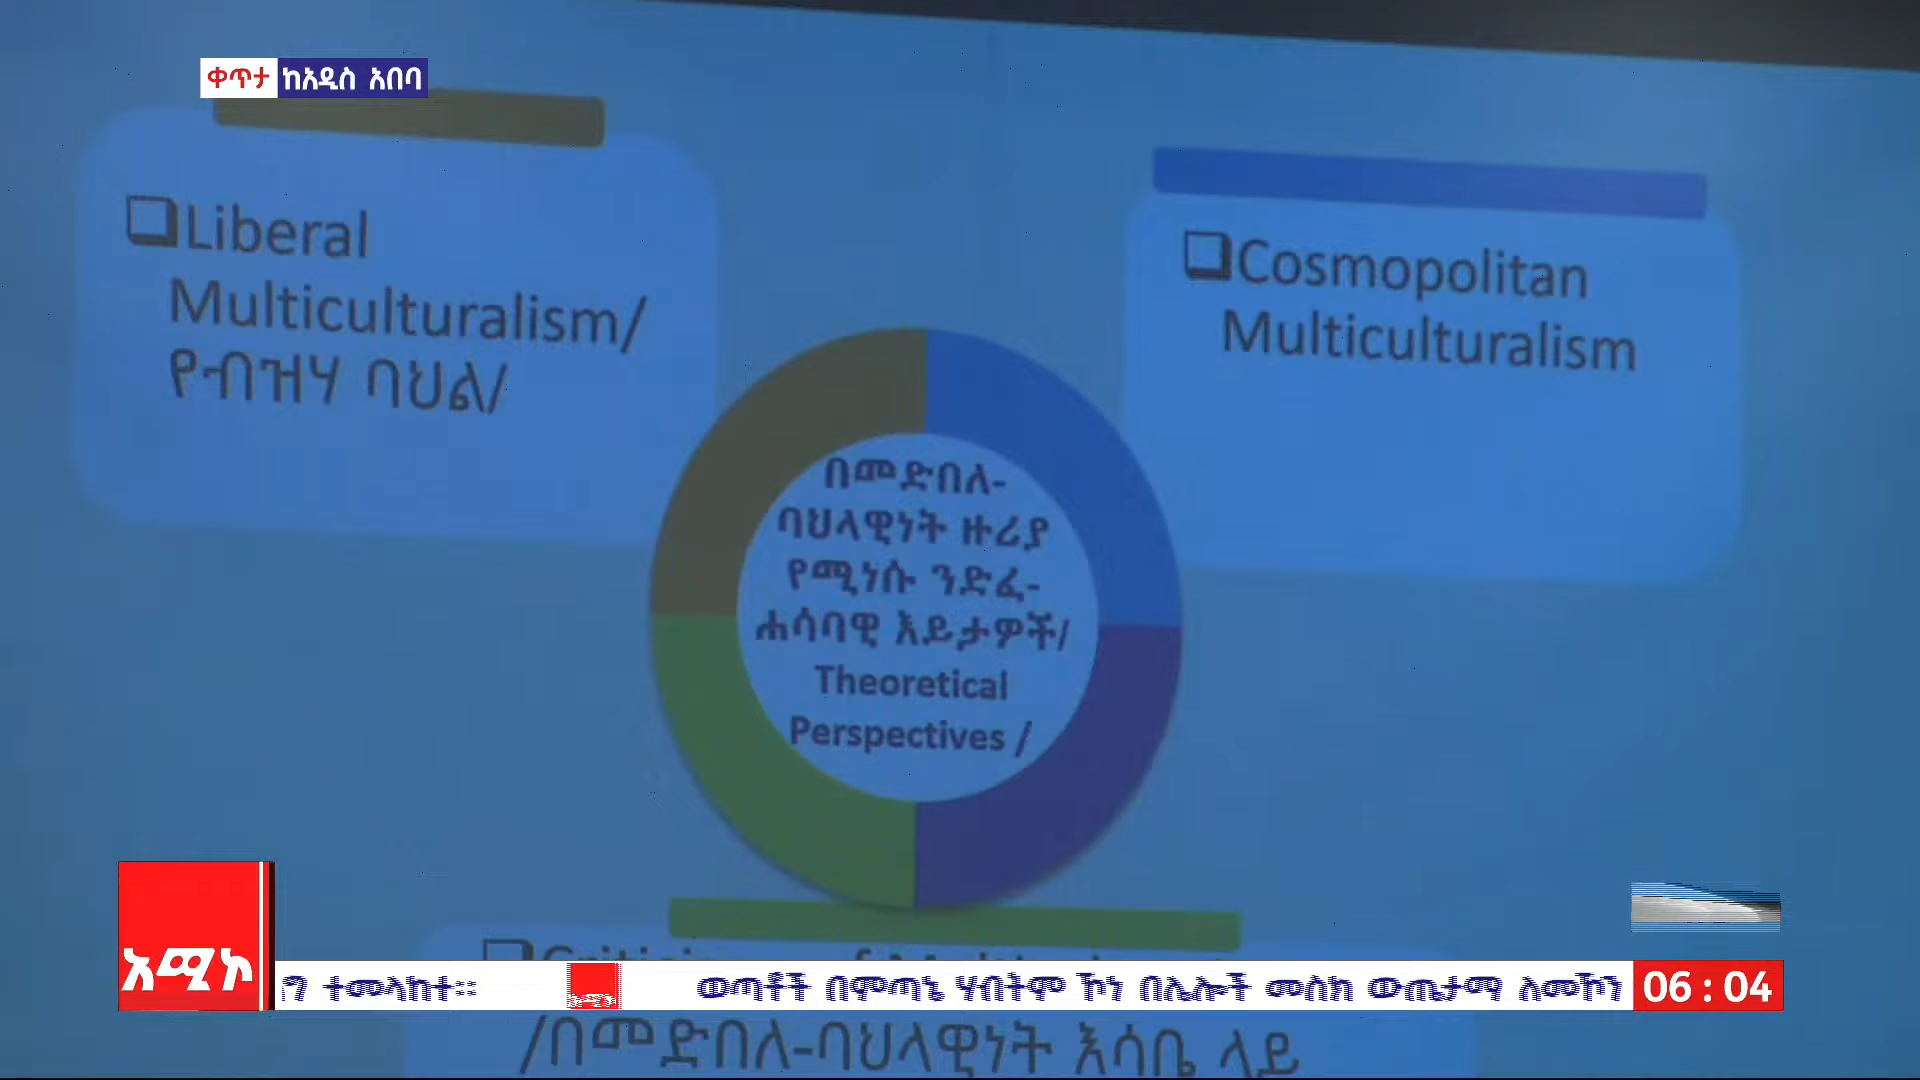 ቀጥታ ከአዲስ አበባ
❑Liberal
Multiculturalism/
የብዝሃ ባህል/
❑Cosmopolitan
Multiculturalism
በመድበለ-
ባህላዊነት ዙሪያ
የሚነሱ ንድፈ-
ሐሳባዊ እይታዎች/
Theoretical
Perspectives /
አሚኮ
ተመላከተ።
ወጣቶች በምጣኔ ሃብትም ኾነ በሌሎች መስክ ውጤታማ ለመኾን
06:04
/በመድበለ-ባህላዊነት እሳቤ ላይ